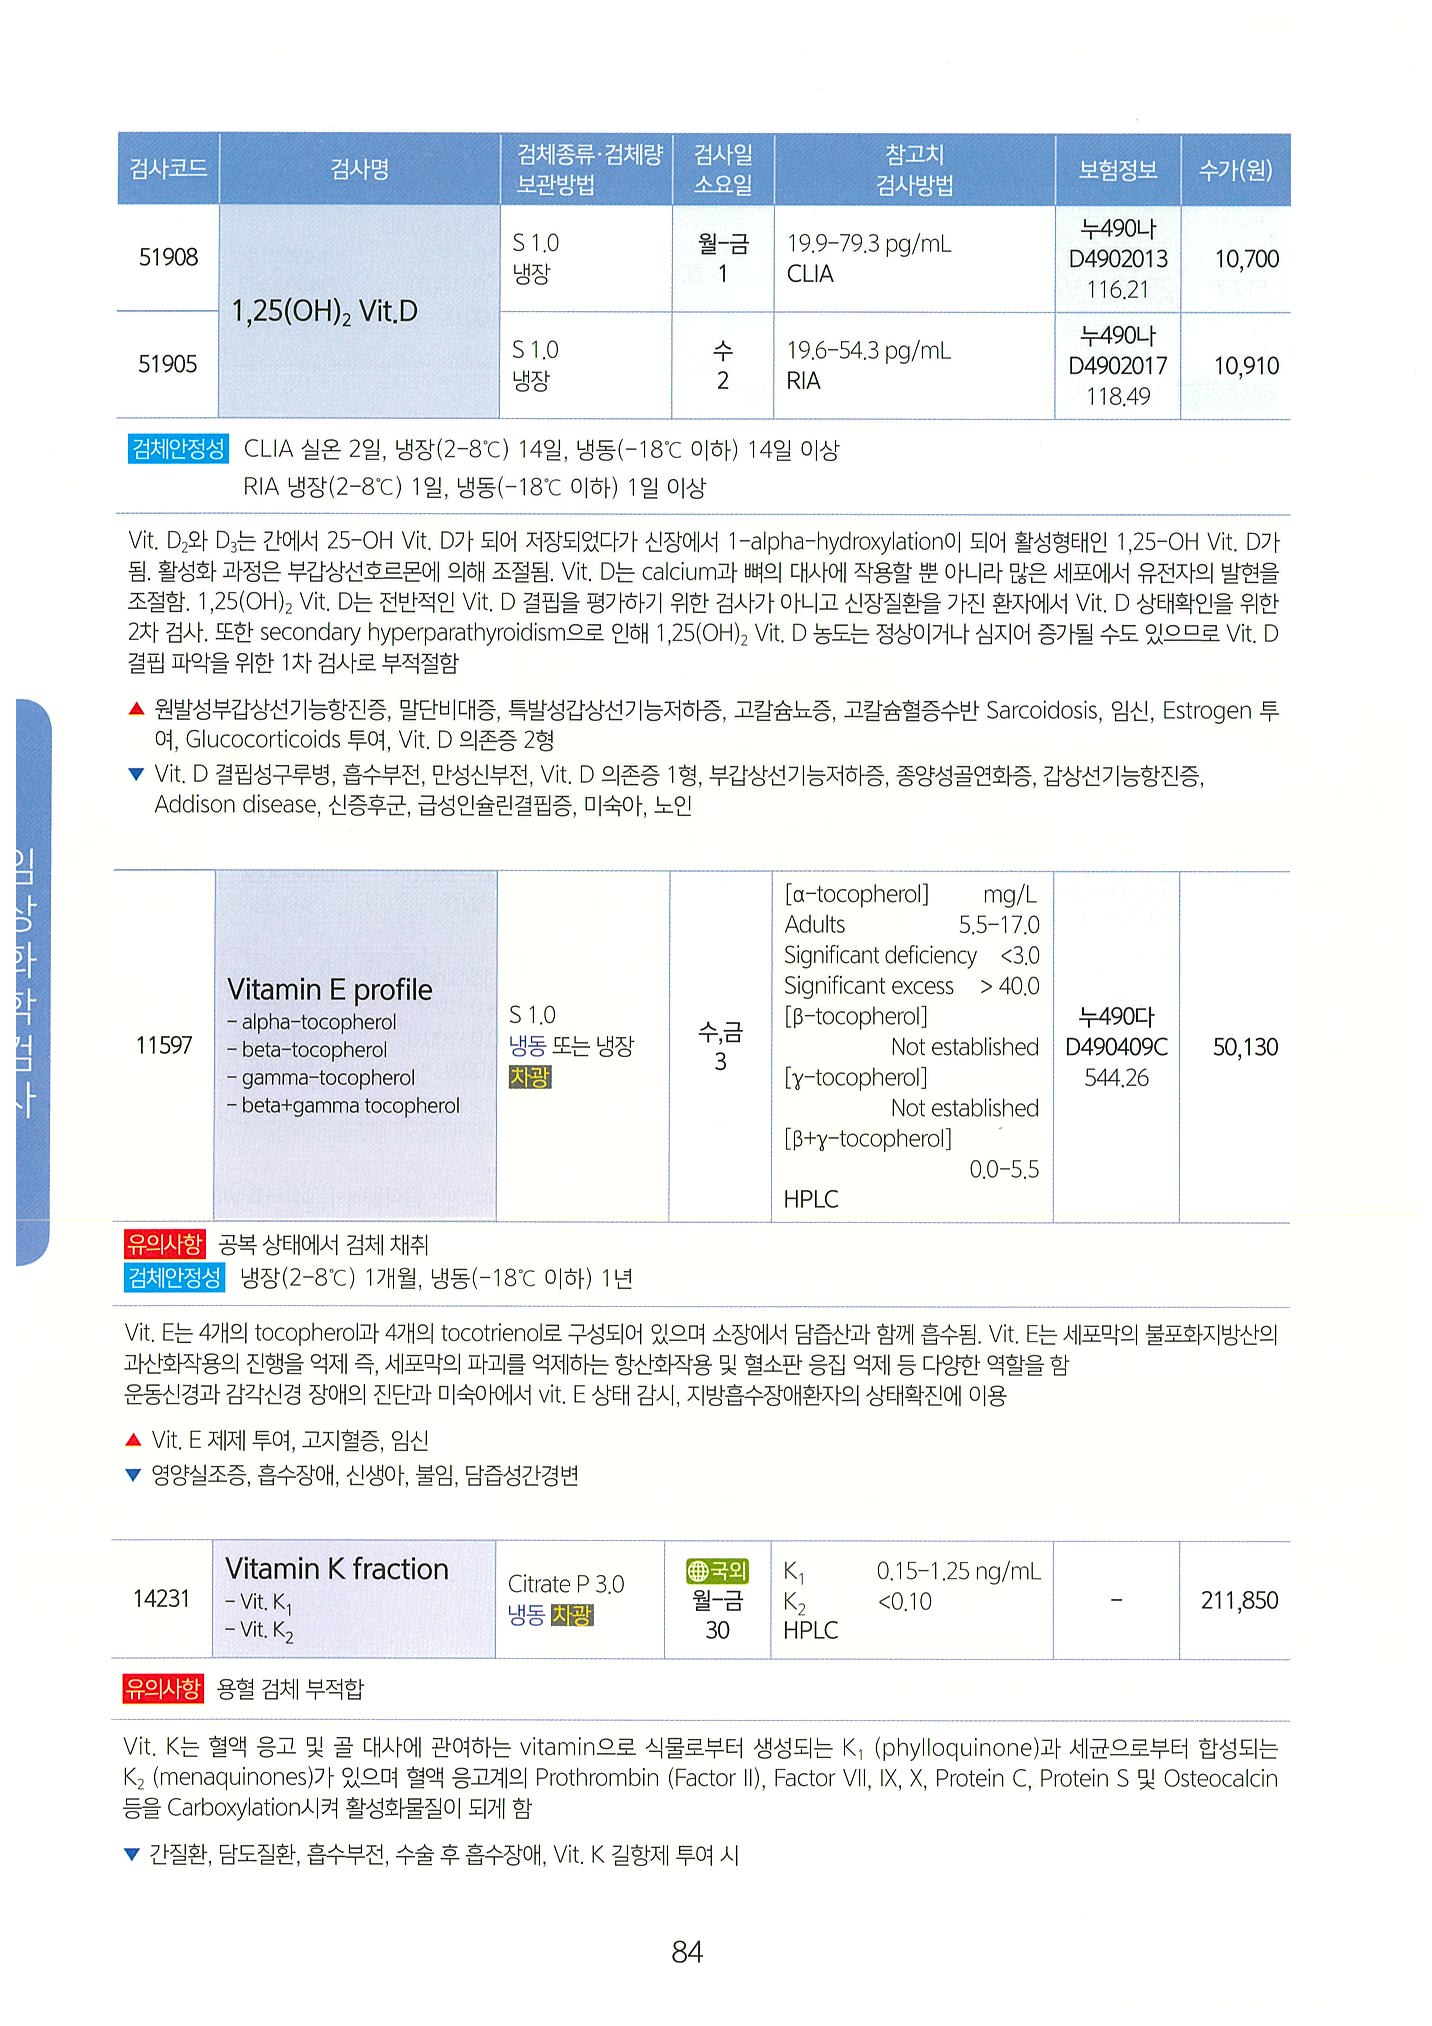 검사코드 검사명 검체종류·검체량 보관방법 검사일 소요일 참고치 검사방법 보험정보 수가(원)
51908
1,25(OH)₂ Vit.D
S 1.0
냉장
월-금
1
19.9-79.3 pg/mL
CLIA
누490나
D4902013
116.21
10,700
51905
S 1.0
냉장
수
2
19.6-54.3 pg/mL
RIA
누490나
D4902017
118.49
10,910
검체안정성 CLIA 실온 2일, 냉장(2-8℃) 14일, 냉동(-18℃ 이하) 14일 이상
RIA 냉장(2-8℃) 1일, 냉동(-18℃ 이하) 1일 이상
Vit. D₂와 D₃는 간에서 25-OH Vit. D가 되어 저장되었다가 신장에서 1-alpha-hydroxylation이 되어 활성형태인 1,25-OH Vit. D가
됨. 활성화 과정은 부갑상선호르몬에 의해 조절됨. Vit. D는 calcium과 뼈의 대사에 작용할 뿐 아니라 많은 세포에서 유전자의 발현을
조절함. 1,25(OH)₂ Vit. D는 전반적인 Vit. D 결핍을 평가하기 위한 검사가 아니고 신장질환을 가진 환자에서 Vit. D 상태확인을 위한
2차 검사. 또한 secondary hyperparathyroidism으로 인해 1,25(OH)₂ Vit. D 농도는 정상이거나 심지어 증가될 수도 있으므로 Vit. D
결핍 파악을 위한 1차 검사로 부적절함
▲ 원발성부갑상선기능항진증, 말단비대증, 특발성갑상선기능저하증, 고칼슘뇨증, 고칼슘혈증수반 Sarcoidosis, 임신, Estrogen 투
여, Glucocorticoids 투여, Vit. D 의존증 2형
▼ Vit. D 결핍성구루병, 흡수부전, 만성신부전, Vit. D 의존증 1형, 부갑상선기능저하증, 종양성골연화증, 갑상선기능항진증,
Addison disease, 신증후군, 급성인슐린결핍증, 미숙아, 노인
임상화학검사
11597
Vitamin E profile
- alpha-tocopherol
- beta-tocopherol
- gamma-tocopherol
- beta+gamma tocopherol
S 1.0
냉동 또는 냉장
차광
수,금
3
[α-tocopherol] mg/L
Adults 5.5-17.0
Significant deficiency <3.0
Significant excess > 40.0
[β-tocopherol]
Not established
[γ-tocopherol]
Not established
[β+γ-tocopherol]
0.0-5.5
HPLC
누490다
D490409C
544.26
50,130
유의사항 공복 상태에서 검체 채취
검체안정성 냉장(2-8℃) 1개월, 냉동(-18℃ 이하) 1년
Vit. E는 4개의 tocopherol과 4개의 tocotrienol로 구성되어 있으며 소장에서 담즙산과 함께 흡수됨. Vit. E는 세포막의 불포화지방산의
과산화작용의 진행을 억제 즉, 세포막의 파괴를 억제하는 항산화작용 및 혈소판 응집 억제 등 다양한 역할을 함
운동신경과 감각신경 장애의 진단과 미숙아에서 vit. E 상태 감시, 지방흡수장애환자의 상태확진에 이용
▲ Vit. E 제제 투여, 고지혈증, 임신
▼ 영양실조증, 흡수장애, 신생아, 불임, 담즙성간경변
14231
Vitamin K fraction
- Vit. K₁
- Vit. K₂
Citrate P 3.0
냉동 차광
국외
월-금
30
K₁ 0.15-1.25 ng/mL
K₂ <0.10
HPLC
-
211,850
유의사항 용혈 검체 부적합
Vit. K는 혈액 응고 및 골 대사에 관여하는 vitamin으로 식물로부터 생성되는 K₁ (phylloquinone)과 세균으로부터 합성되는
K₂ (menaquinones)가 있으며 혈액 응고계의 Prothrombin (Factor II), Factor VII, IX, X, Protein C, Protein S 및 Osteocalcin
등을 Carboxylation시켜 활성화물질이 되게 함
▼ 간질환, 담도질환, 흡수부전, 수술 후 흡수장애, Vit. K 길항제 투여 시
84